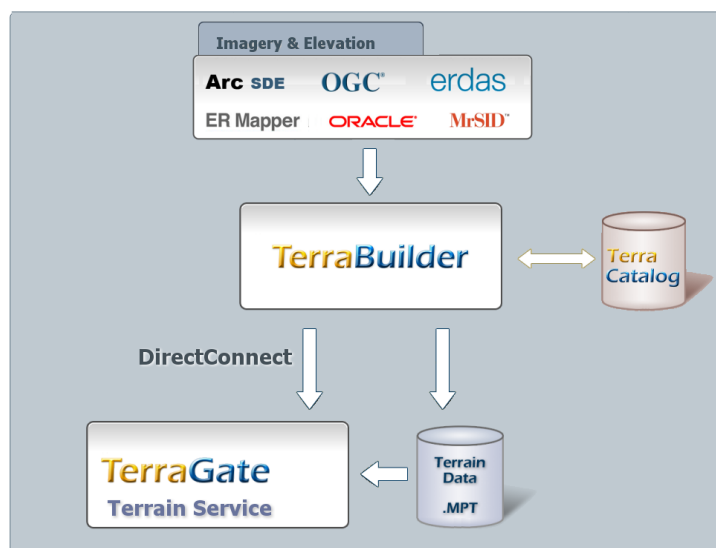 Imagery & Elevation
Arc SDE OGC® erdas
ER Mapper ORACLE® MrSID™
TerraBuilder
Terra
Catalog
DirectConnect
TerraGate
Terrain Service
Terrain
Data
.MPT